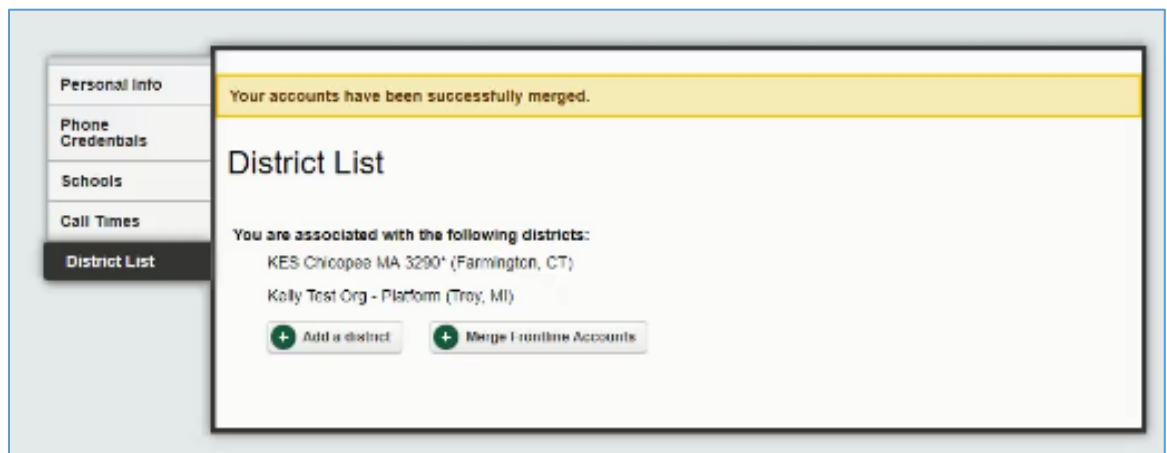 Personal Info
Phone
Credentials
Schools
Call Times
District List
Your accounts have been successfully merged.
District List
You are associated with the following districts:
KES Chicopee MA 3290* (Farmington, CT)
Kelly Test Org - Platform (Troy, MI)
Add a district
Merge Frontline Accounts